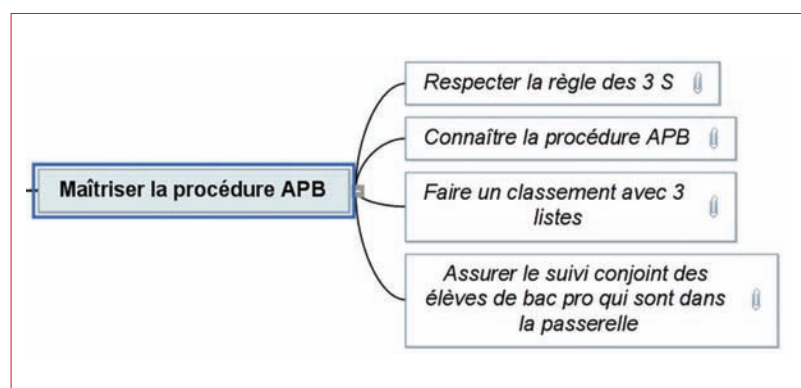 Respecter la règle des 3 S
Connaître la procédure APB
Maîtriser la procédure APB
Faire un classement avec 3
listes
Assurer le suivi conjoint des
élèves de bac pro qui sont dans
la passerelle